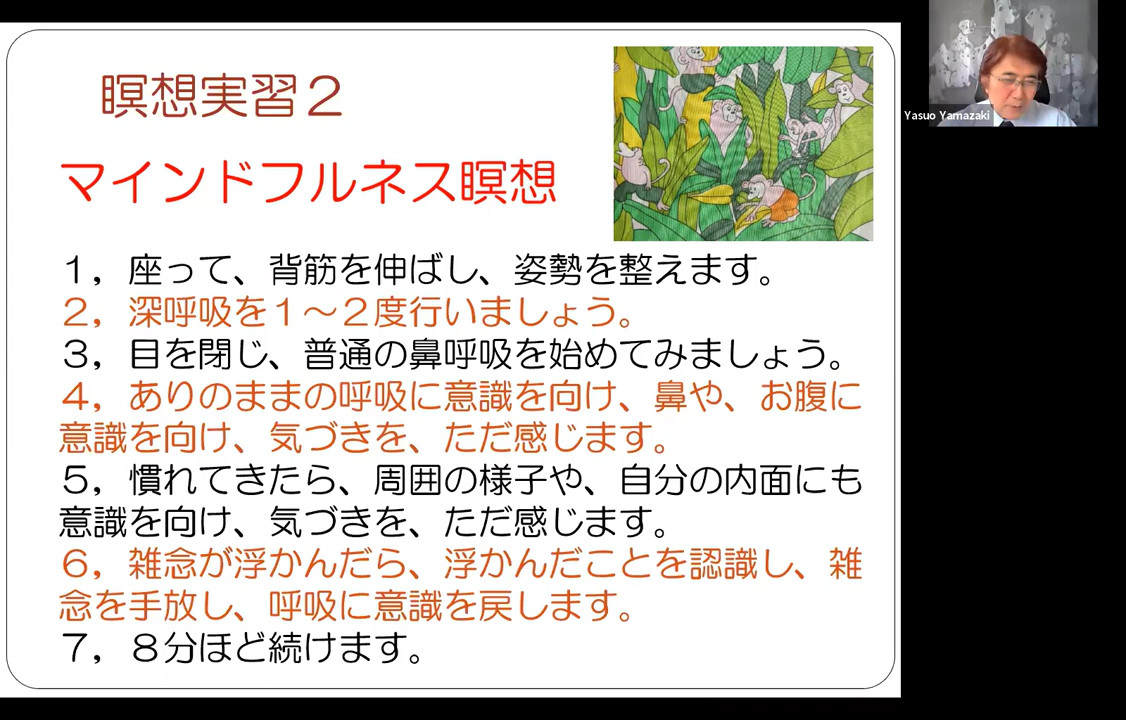 瞑想実習２
マインドフルネス瞑想
１，座って、背筋を伸ばし、姿勢を整えます。
２，深呼吸を１～２度行いましょう。
３，目を閉じ、普通の鼻呼吸を始めてみましょう。
４，ありのままの呼吸に意識を向け、鼻や、お腹に
意識を向け、気づきを、ただ感じます。
５，慣れてきたら、周囲の様子や、自分の内面にも
意識を向け、気づきを、ただ感じます。
６，雑念が浮かんだら、浮かんだことを認識し、雑
念を手放し、呼吸に意識を戻します。
７，８分ほど続けます。
Yasuo Yamazaki